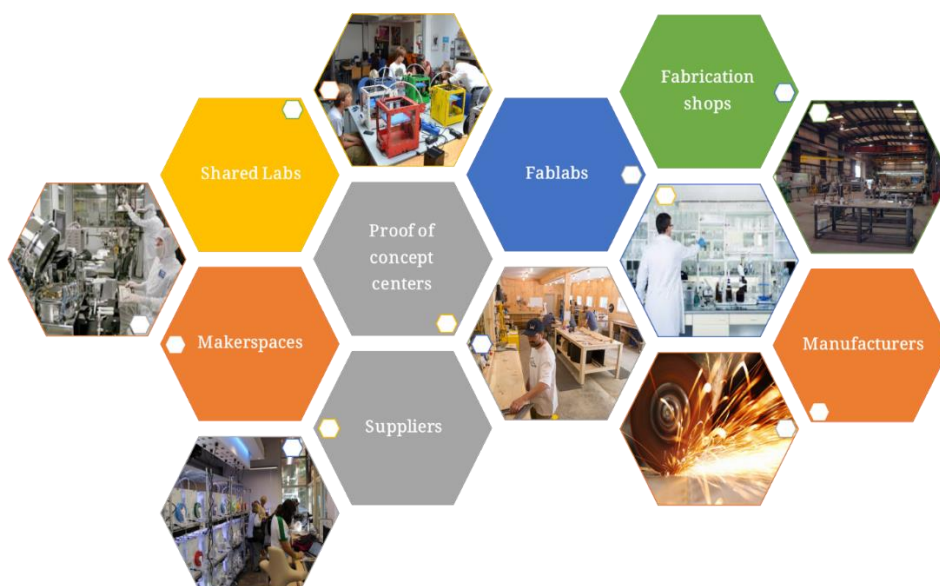 Fabrication
shops
Shared Labs
Fablabs
Proof of
concept
centers
Makerspaces
Manufacturers
Suppliers